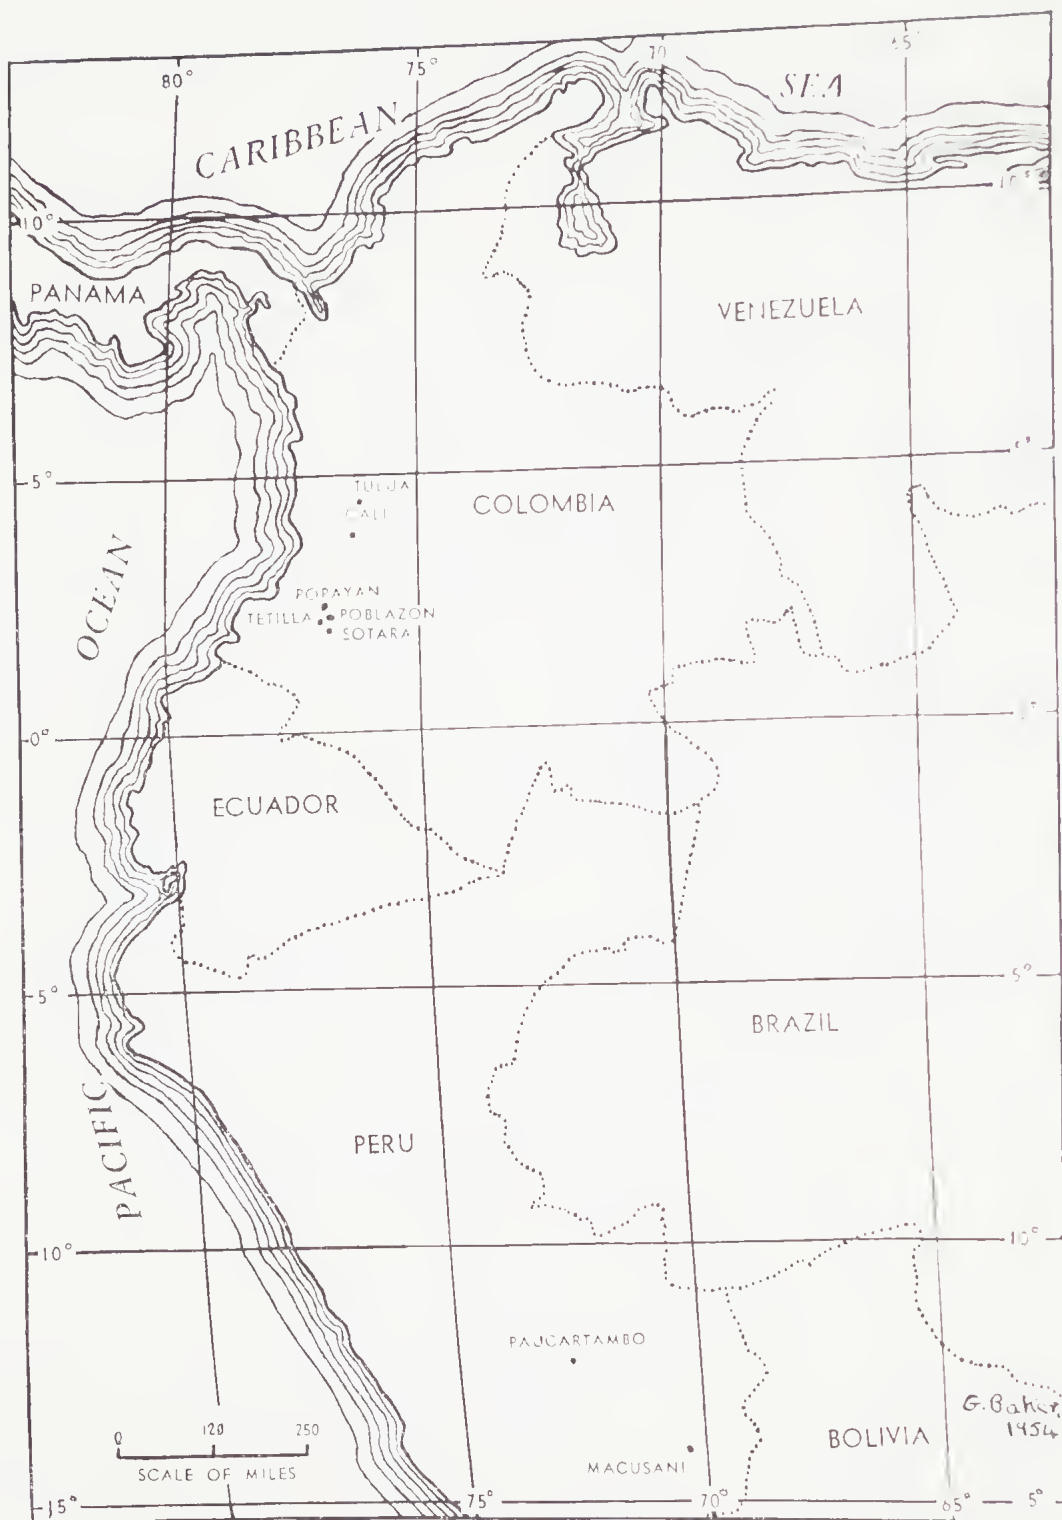 80° 75° 70° 65°
CARIBBEAN SEA
10° 10°
PANAMA
VENEZUELA
5°
COLOMBIA
CALI
POPAYAN
TETILLA POBLAZON
SOTARA
OCEAN
0°
ECUADOR
5° 5°
BRAZIL
PACIFIC
PERU
10° 10°
PAUCARTAMBO
0 120 250
SCALE OF MILES
MACUSANI
BOLIVIA
G. Baker,
1954
15° 75° 70° 65° 5°